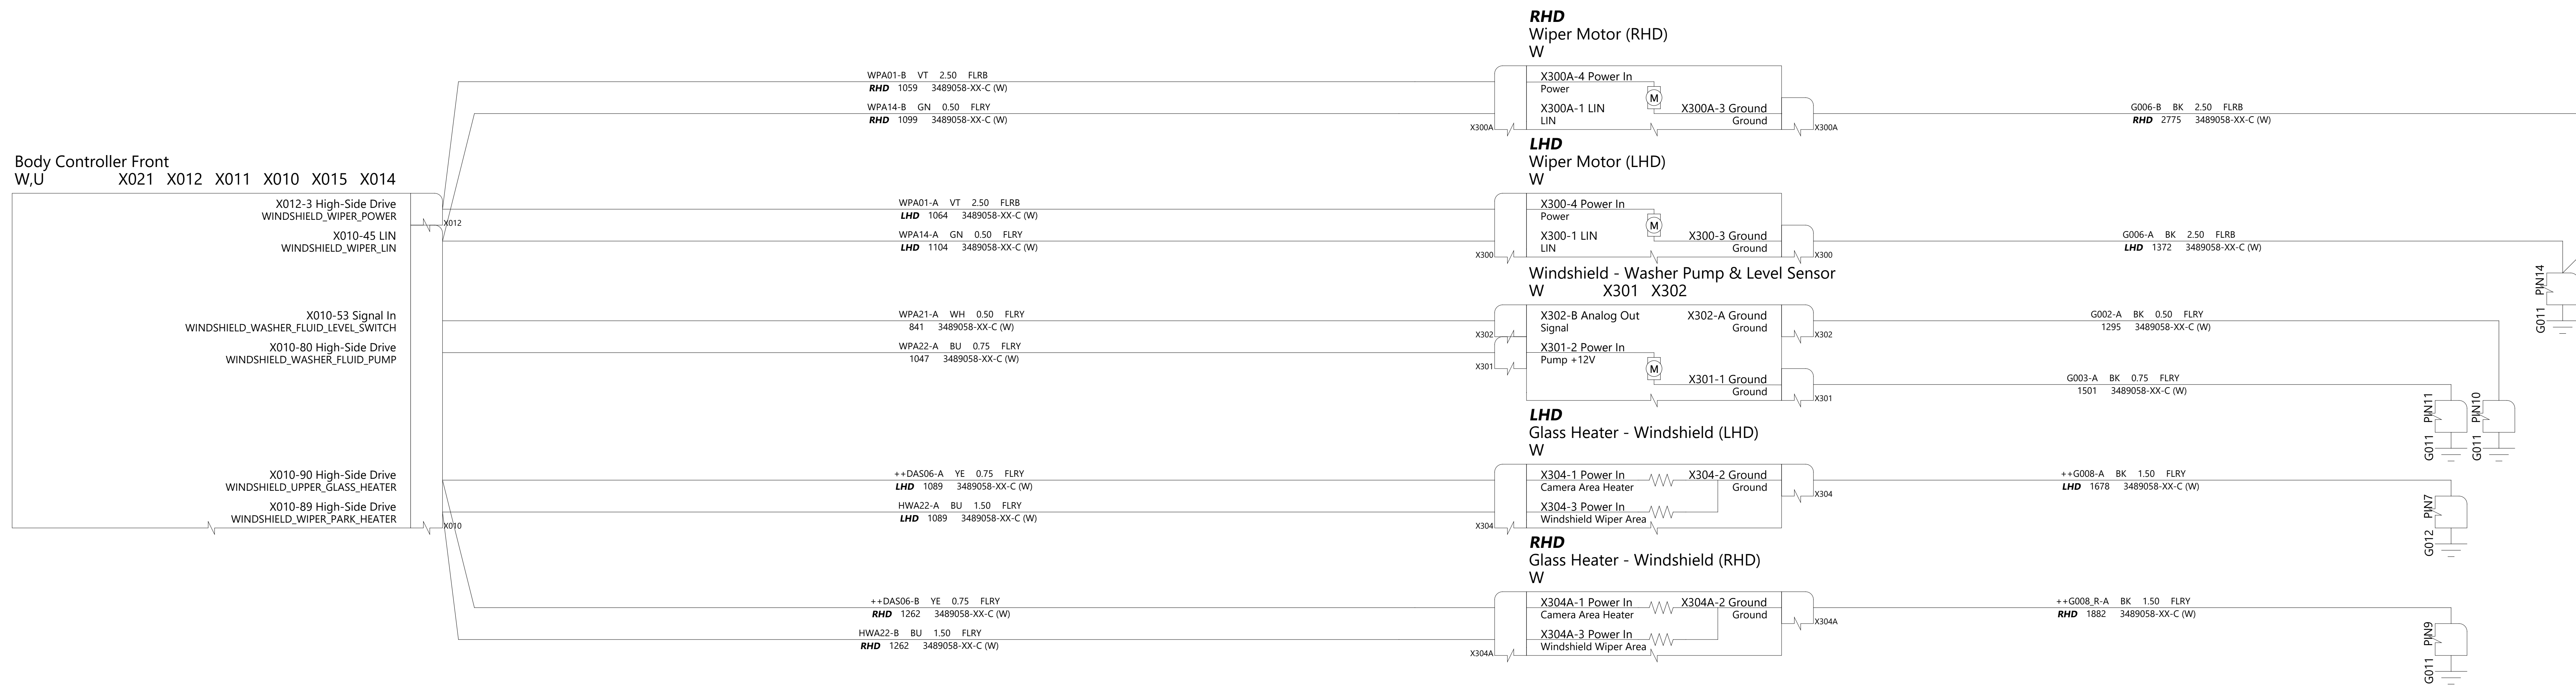 RHD
Wiper Motor (RHD)
W
WPA01-B VT 2.50 FLRB
RHD 1059 3489058-XX-C (W)
WPA14-B GN 0.50 FLRY
RHD 1099 3489058-XX-C (W)
X300A
X300A-4 Power In
Power
X300A-1 LIN
LIN
M
X300A-3 Ground
Ground
X300A
G006-B BK 2.50 FLRB
RHD 2775 3489058-XX-C (W)
LHD
Wiper Motor (LHD)
W
Body Controller Front
W,U X021 X012 X011 X010 X015 X014
X012-3 High-Side Drive
WINDSHIELD_WIPER_POWER
X012
X010-45 LIN
WINDSHIELD_WIPER_LIN
WPA01-A VT 2.50 FLRB
LHD 1064 3489058-XX-C (W)
WPA14-A GN 0.50 FLRY
LHD 1104 3489058-XX-C (W)
X300
X300-4 Power In
Power
X300-1 LIN
LIN
M
X300-3 Ground
Ground
X300
G006-A BK 2.50 FLRB
LHD 1372 3489058-XX-C (W)
G011 PIN14
Windshield - Washer Pump & Level Sensor
W X301 X302
X010-53 Signal In
WINDSHIELD_WASHER_FLUID_LEVEL_SWITCH
X010-80 High-Side Drive
WINDSHIELD_WASHER_FLUID_PUMP
WPA21-A WH 0.50 FLRY
841 3489058-XX-C (W)
WPA22-A BU 0.75 FLRY
1047 3489058-XX-C (W)
X302
X301
X302-B Analog Out
Signal
X301-2 Power In
Pump +12V
M
X302-A Ground
Ground
X301-1 Ground
Ground
X302
X301
G002-A BK 0.50 FLRY
1295 3489058-XX-C (W)
G003-A BK 0.75 FLRY
1501 3489058-XX-C (W)
G011 PIN11
G011 PIN10
LHD
Glass Heater - Windshield (LHD)
W
X010-90 High-Side Drive
WINDSHIELD_UPPER_GLASS_HEATER
X010-89 High-Side Drive
WINDSHIELD_WIPER_PARK_HEATER
X010
++DAS06-A YE 0.75 FLRY
LHD 1089 3489058-XX-C (W)
HWA22-A BU 1.50 FLRY
LHD 1089 3489058-XX-C (W)
X304
X304-1 Power In
Camera Area Heater
X304-3 Power In
Windshield Wiper Area
X304-2 Ground
Ground
X304
++G008-A BK 1.50 FLRY
LHD 1678 3489058-XX-C (W)
G012 PIN7
RHD
Glass Heater - Windshield (RHD)
W
++DAS06-B YE 0.75 FLRY
RHD 1262 3489058-XX-C (W)
HWA22-B BU 1.50 FLRY
RHD 1262 3489058-XX-C (W)
X304A
X304A-1 Power In
Camera Area Heater
X304A-3 Power In
Windshield Wiper Area
X304A-2 Ground
Ground
X304A
++G008_R-A BK 1.50 FLRY
RHD 1882 3489058-XX-C (W)
G011 PIN9